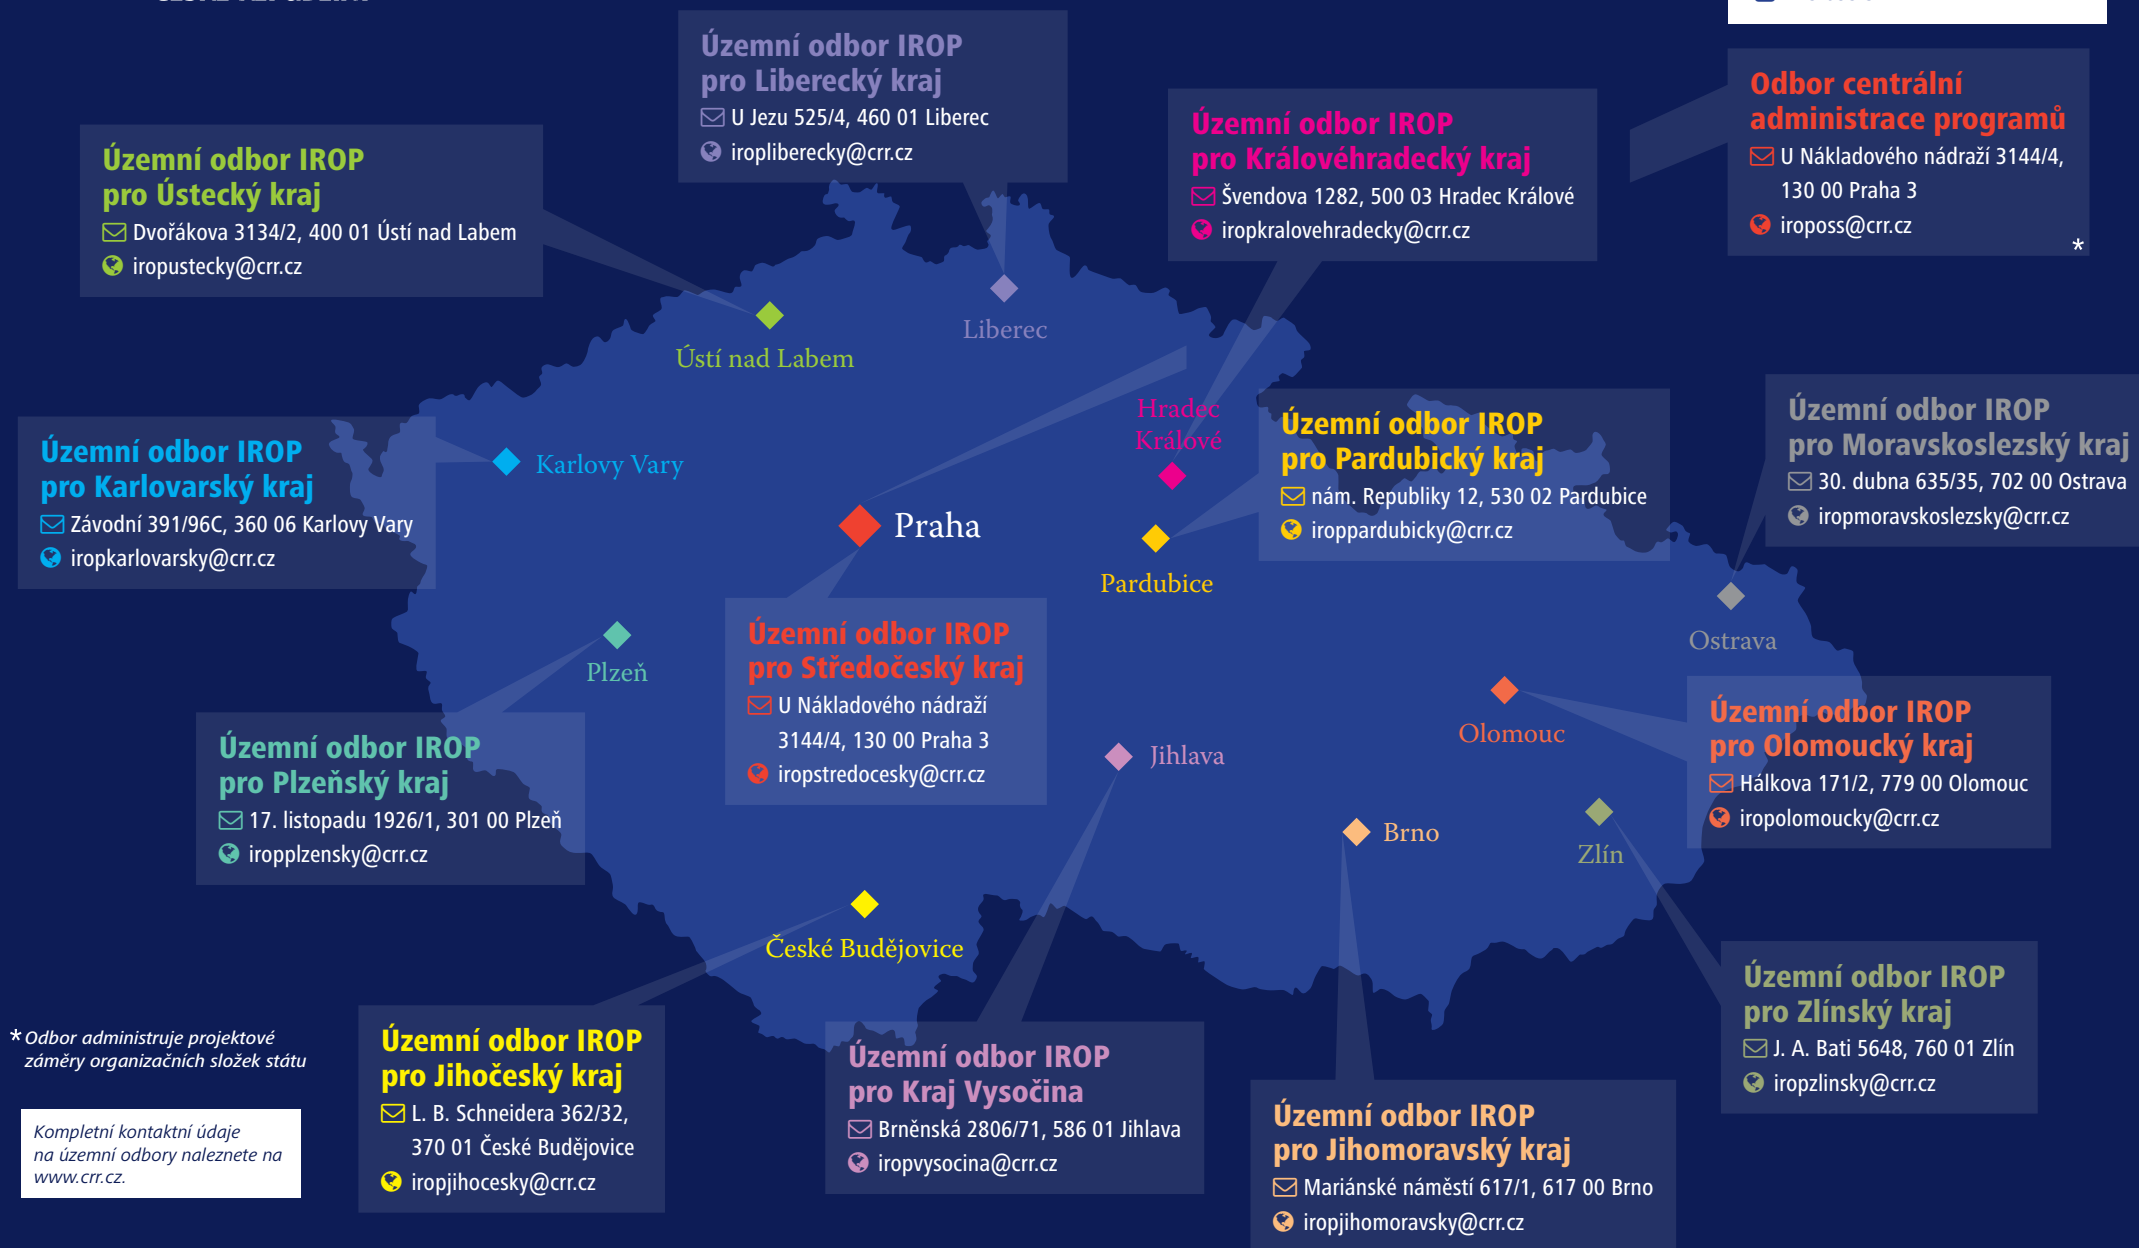 Územní odbor IROP
pro Liberecký kraj
U Jezu 525/4, 460 01 Liberec
iropliberecky@crr.cz
Odbor centrální
administrace programů
U Nákladového nádraží 3144/4,
130 00 Praha 3
iroposs@crr.cz
*
Územní odbor IROP
pro Královéhradecký kraj
Švendova 1282, 500 03 Hradec Králové
iropkralovehradecky@crr.cz
Územní odbor IROP
pro Ústecký kraj
Dvořákova 3134/2, 400 01 Ústí nad Labem
iropustecky@crr.cz
Liberec
Ústí nad Labem
Hradec
Králové
Územní odbor IROP
pro Karlovarský kraj
Závodní 391/96C, 360 06 Karlovy Vary
iropkarlovarsky@crr.cz
Karlovy Vary
Praha
Územní odbor IROP
pro Pardubický kraj
nám. Republiky 12, 530 02 Pardubice
iroppardubicky@crr.cz
Pardubice
Územní odbor IROP
pro Moravskoslezský kraj
30. dubna 635/35, 702 00 Ostrava
iropmoravskoslezsky@crr.cz
Ostrava
Plzeň
Územní odbor IROP
pro Středočeský kraj
U Nákladového nádraží
3144/4, 130 00 Praha 3
iropstredocesky@crr.cz
Územní odbor IROP
pro Plzeňský kraj
17. listopadu 1926/1, 301 00 Plzeň
iropplzensky@crr.cz
Jihlava
Olomouc
Územní odbor IROP
pro Olomoucký kraj
Hálkova 171/2, 779 00 Olomouc
iropolomoucky@crr.cz
Brno
Zlín
České Budějovice
Územní odbor IROP
pro Zlínský kraj
J. A. Bati 5648, 760 01 Zlín
iropzlinsky@crr.cz
* Odbor administruje projektové
záměry organizačních složek státu
Územní odbor IROP
pro Jihočeský kraj
L. B. Schneidera 362/32,
370 01 České Budějovice
iropjihocesky@crr.cz
Územní odbor IROP
pro Kraj Vysočina
Brněnská 2806/71, 586 01 Jihlava
iropvysocina@crr.cz
Územní odbor IROP
pro Jihomoravský kraj
Mariánské náměstí 617/1, 617 00 Brno
iropjihomoravsky@crr.cz
Kompletní kontaktní údaje
na územní odbory naleznete na
www.crr.cz.